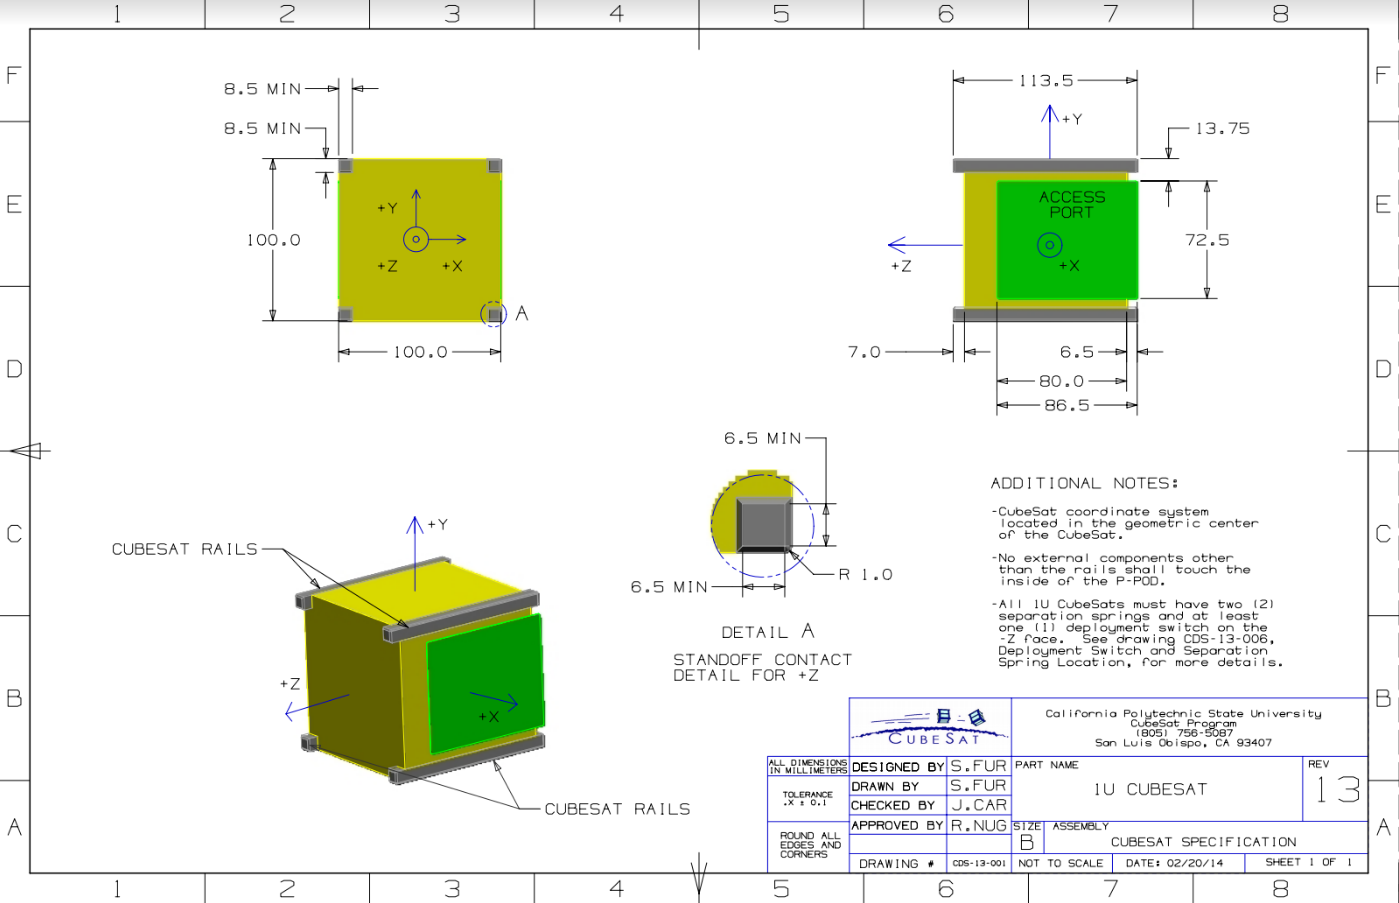 1 2 3 4 5 6 7 8
F F
E E
D D
C C
B B
A A
8.5 MIN
8.5 MIN
100.0
+Y
+Z +X
A
100.0
113.5
+Y
13.75
ACCESS
PORT
72.5
+Z
+X
7.0
6.5
80.0
86.5
6.5 MIN
6.5 MIN
R 1.0
DETAIL A
STANDOFF CONTACT
DETAIL FOR +Z
CUBESAT RAILS
+Y
+Z
+X
CUBESAT RAILS
ADDITIONAL NOTES:
-CubeSat coordinate system
located in the geometric center
of the CubeSat.
-No external components other
than the rails shall touch the
inside of the P-POD.
-All 1U CubeSats must have two (2)
separation springs and at least
one (1) deployment switch on the
-Z face. See drawing CDS-13-006,
Deployment Switch and Separation
Spring Location, for more details.
CUBESAT
California Polytechnic State University
CubeSat Program
(805) 756-5087
San Luis Obispo, CA 93407
ALL DIMENSIONS
IN MILLIMETERS
TOLERANCE
.X ± 0.1
ROUND ALL
EDGES AND
CORNERS
DESIGNED BY S.FUR
DRAWN BY S.FUR
CHECKED BY J.CAR
APPROVED BY R.NUG
DRAWING # CDS-13-001
PART NAME
1U CUBESAT
REV
13
SIZE
B
ASSEMBLY
CUBESAT SPECIFICATION
NOT TO SCALE
DATE: 02/20/14
SHEET 1 OF 1
1 2 3 4 5 6 7 8